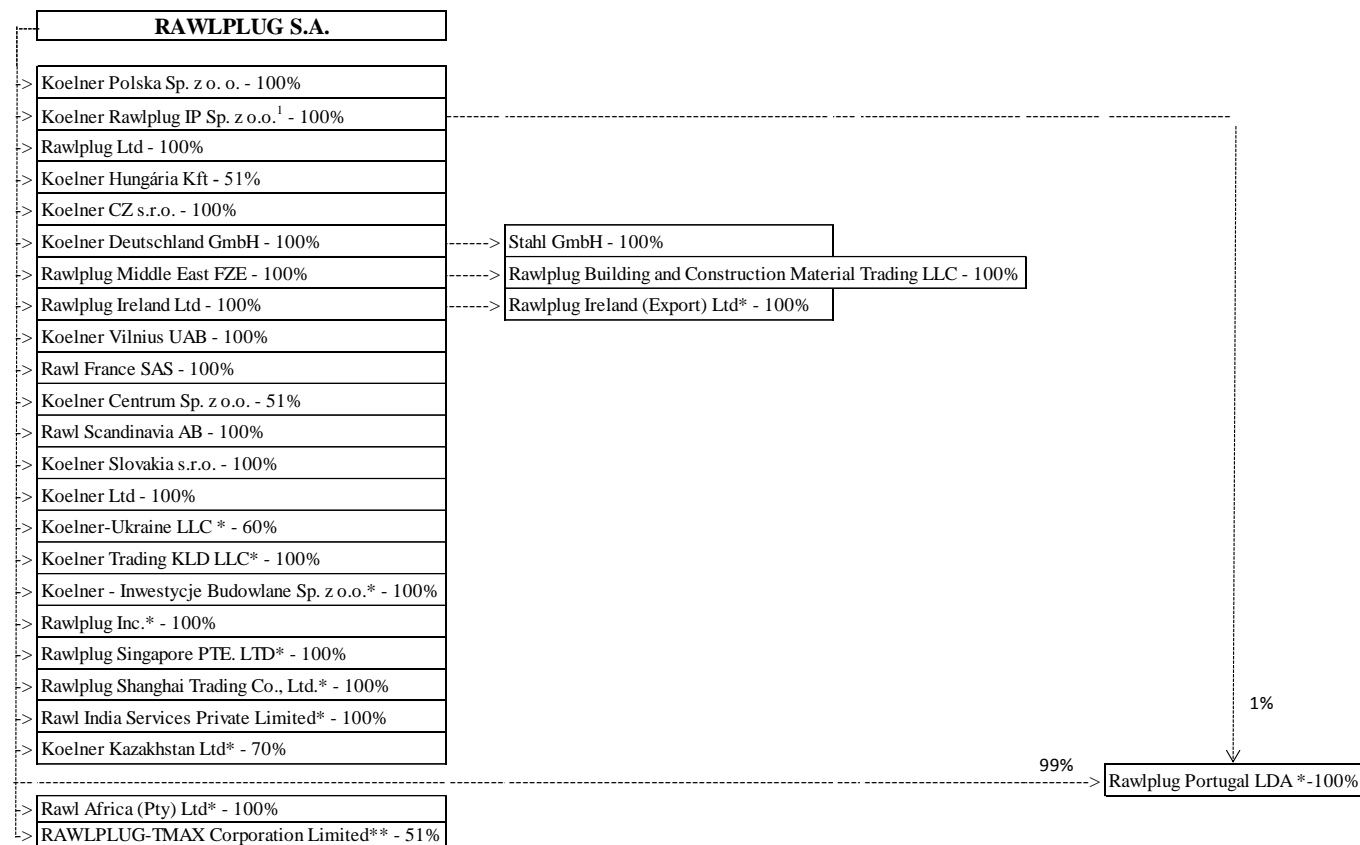 RAWLPLUG S.A.
Koelner Polska Sp. z o. o. - 100%
Koelner Rawlplug IP Sp. z o.o.¹ - 100%
Rawlplug Ltd - 100%
Koelner Hungária Kft - 51%
Koelner CZ s.r.o. - 100%
Koelner Deutschland GmbH - 100%
Stahl GmbH - 100%
Rawlplug Middle East FZE - 100%
Rawlplug Building and Construction Material Trading LLC - 100%
Rawlplug Ireland Ltd - 100%
Rawlplug Ireland (Export) Ltd* - 100%
Koelner Vilnius UAB - 100%
Rawl France SAS - 100%
Koelner Centrum Sp. z o.o. - 51%
Rawl Scandinavia AB - 100%
Koelner Slovakia s.r.o. - 100%
Koelner Ltd - 100%
Koelner-Ukraine LLC * - 60%
Koelner Trading KLD LLC* - 100%
Koelner - Inwestycje Budowlane Sp. z o.o.* - 100%
Rawlplug Inc.* - 100%
Rawlplug Singapore PTE. LTD* - 100%
Rawlplug Shanghai Trading Co., Ltd.* - 100%
Rawl India Services Private Limited* - 100%
1%
Koelner Kazakhstan Ltd* - 70%
99%
Rawlplug Portugal LDA *-100%
Rawl Africa (Pty) Ltd* - 100%
RAWLPLUG-TMAX Corporation Limited** - 51%